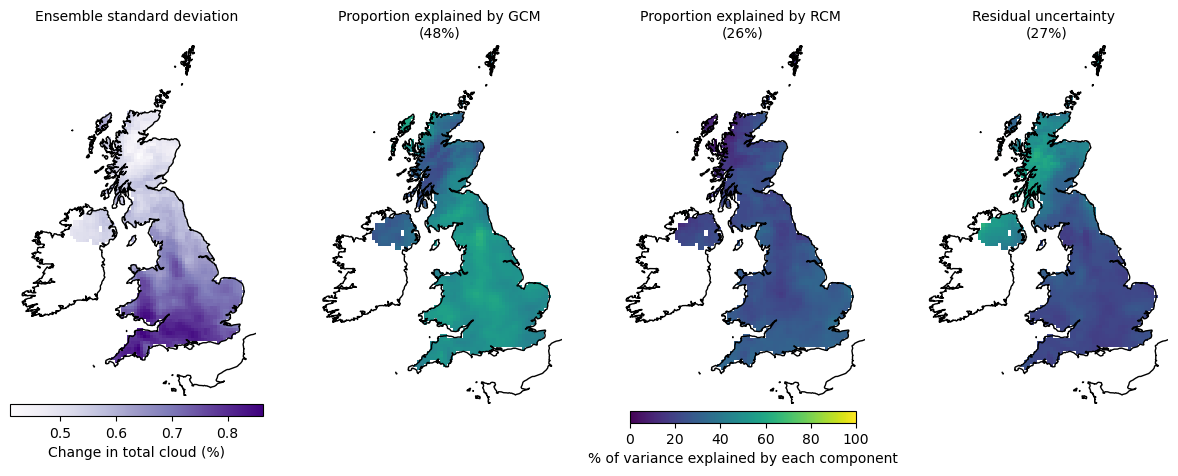 Ensemble standard deviation
Proportion explained by GCM
(48%)
Proportion explained by RCM
(26%)
Residual uncertainty
(27%)
0.5 0.6 0.7 0.8
Change in total cloud (%)
0 20 40 60 80 100
% of variance explained by each component